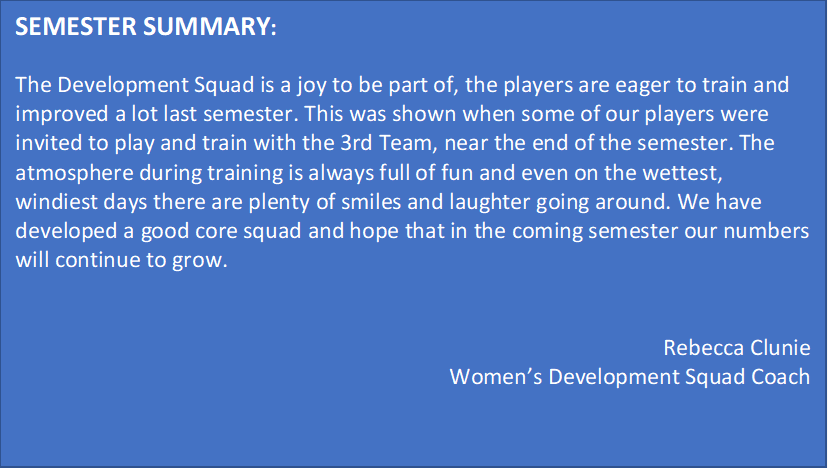 SEMESTER SUMMARY:
The Development Squad is a joy to be part of, the players are eager to train and
improved a lot last semester. This was shown when some of our players were
invited to play and train with the 3rd Team, near the end of the semester. The
atmosphere during training is always full of fun and even on the wettest,
windiest days there are plenty of smiles and laughter going around. We have
developed a good core squad and hope that in the coming semester our numbers
will continue to grow.
Rebecca Clunie
Women’s Development Squad Coach